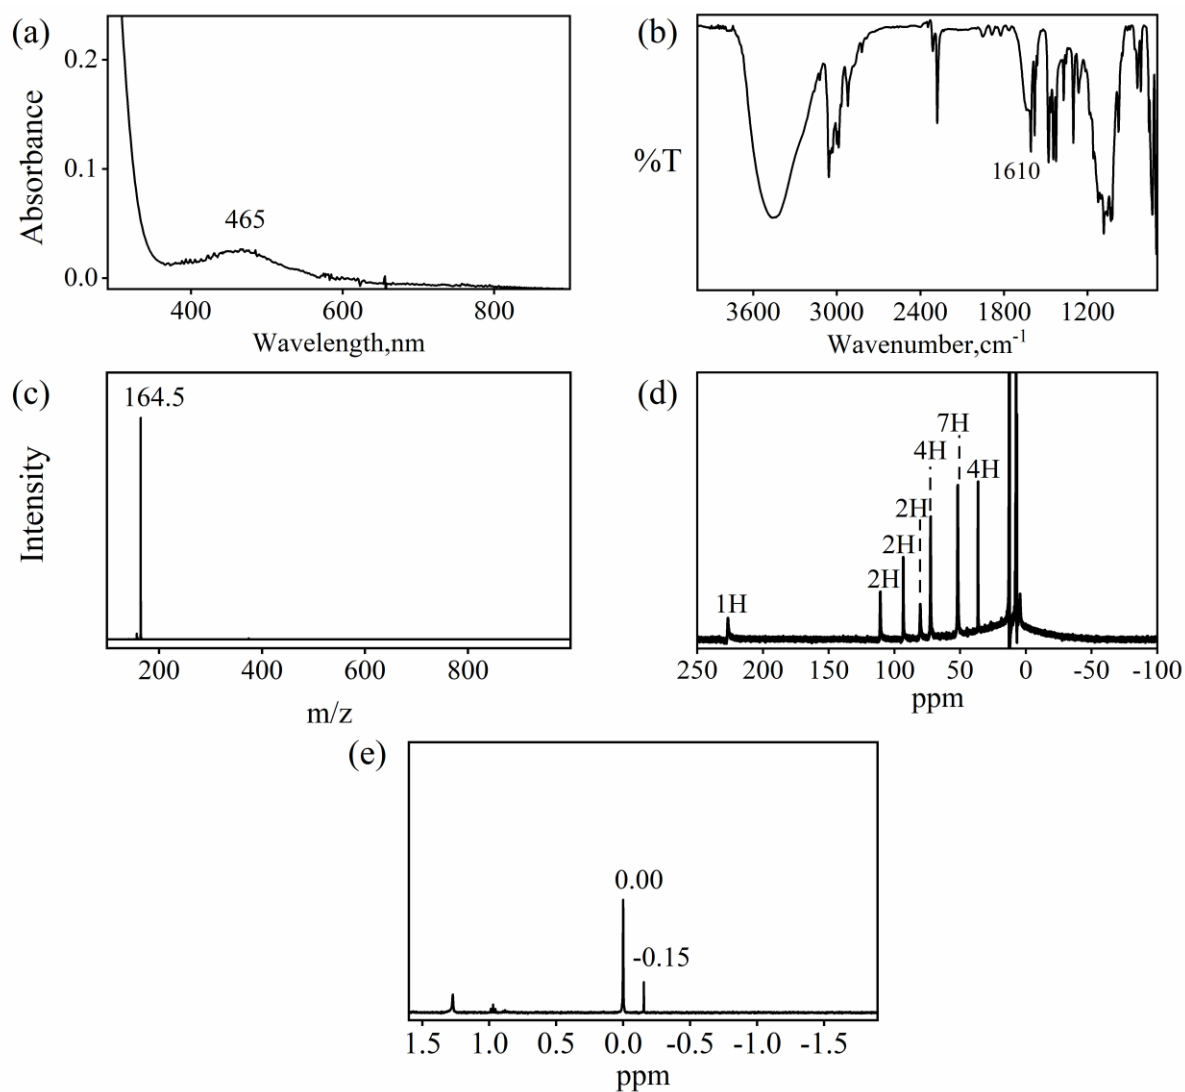 (a)
0.2
0.1
0.0
Absorbance
465
400 600 800
Wavelength,nm
(b)
%T
1610
3600 3000 2400 1800 1200
Wavenumber,cm-1
(c)
164.5
Intensity
200 400 600 800
m/z
(d)
1H
2H
2H
2H
4H
7H
4H
250 200 150 100 50 0 -50 -100
ppm
(e)
0.00
-0.15
1.5 1.0 0.5 0.0 -0.5 -1.0 -1.5
ppm